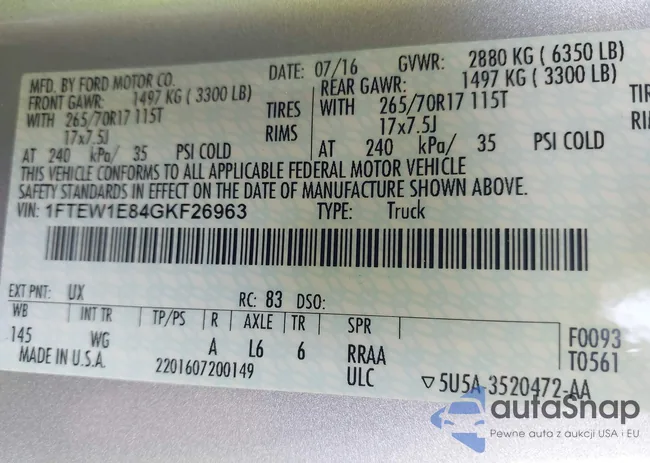 MFD. BY FORD MOTOR CO. DATE: 07/16 GVWR: 2880 KG ( 6350 LB)
FRONT GAWR: 1497 KG ( 3300 LB) REAR GAWR: 1497 KG ( 3300 LB)
WITH 265/70R17 115T TIRES WITH 265/70R17 115T
17x7.5J RIMS 17x7.5J
AT 240 kPa/ 35 PSI COLD AT 240 kPa/ 35 PSI COLD
THIS VEHICLE CONFORMS TO ALL APPLICABLE FEDERAL MOTOR VEHICLE
SAFETY STANDARDS IN EFFECT ON THE DATE OF MANUFACTURE SHOWN ABOVE.
VIN: 1FTEW1E84GKF26963 TYPE: Truck
EXT PNT: UX RC: 83 DSO:
WB INT TR TP/PS R AXLE TR SPR F0093
145 WG A L6 6 RRAA T0561
MADE IN U.S.A. 2201607200149 ULC ▽5U5A-3520472-AA
autaSnap
Pewne auta z aukcji USA i EU